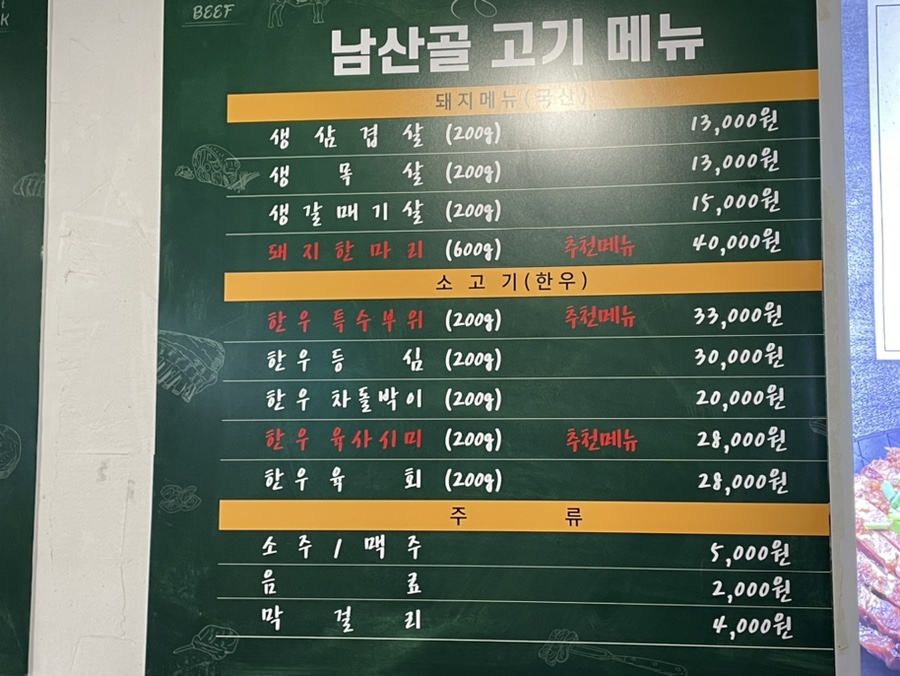 BEEF
남산골 고기 메뉴
돼지메뉴(국산)
생삼겹살 (200g) 13,000원
생목살 (200g) 13,000원
생갈매기살 (200g) 15,000원
돼지한마리 (600g) 추천메뉴 40,000원
소고기(한우)
한우특수부위 (200g) 추천메뉴 33,000원
한우등심 (200g) 30,000원
한우차돌박이 (200g) 20,000원
한우육사시미 (200g) 추천메뉴 28,000원
한우육회 (200g) 28,000원
주류
소주/맥주 5,000원
음료 2,000원
막걸리 4,000원